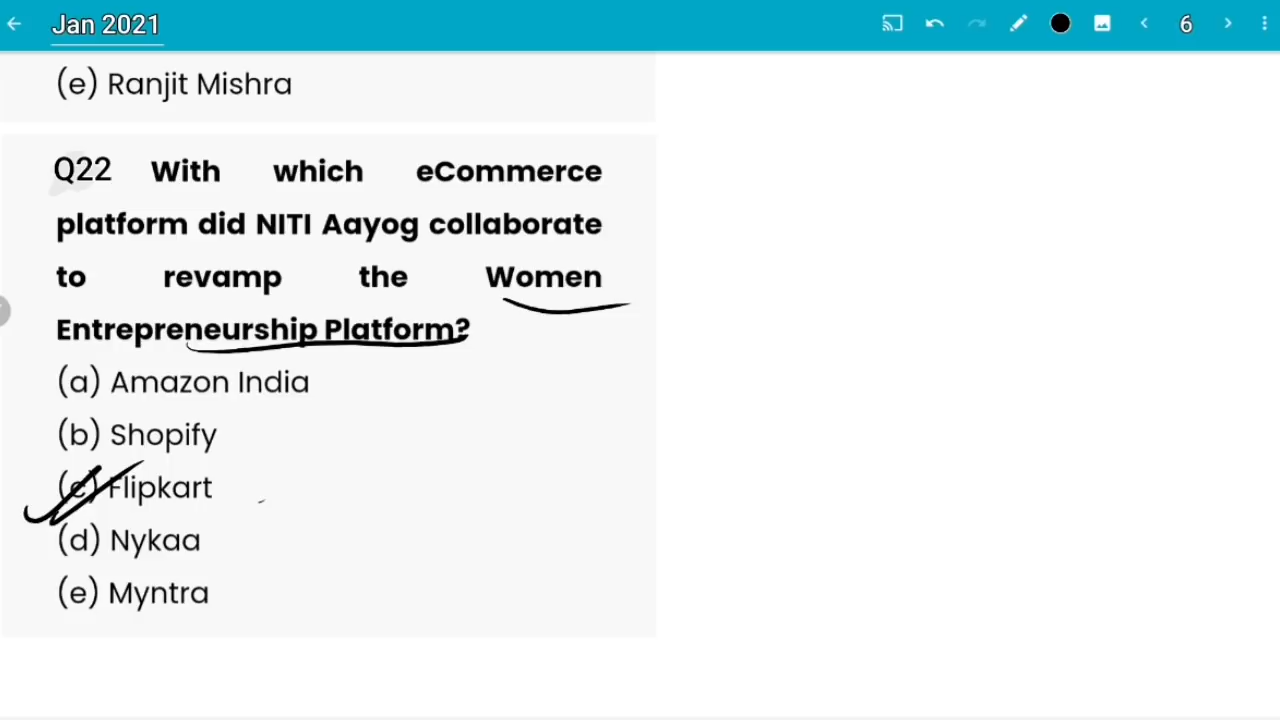 Jan 2021
6
(e) Ranjit Mishra
Q22 With which eCommerce
platform did NITI Aayog collaborate
to revamp the Women
Entrepreneurship Platform?
(a) Amazon India
(b) Shopify
(c) Flipkart
(d) Nykaa
(e) Myntra